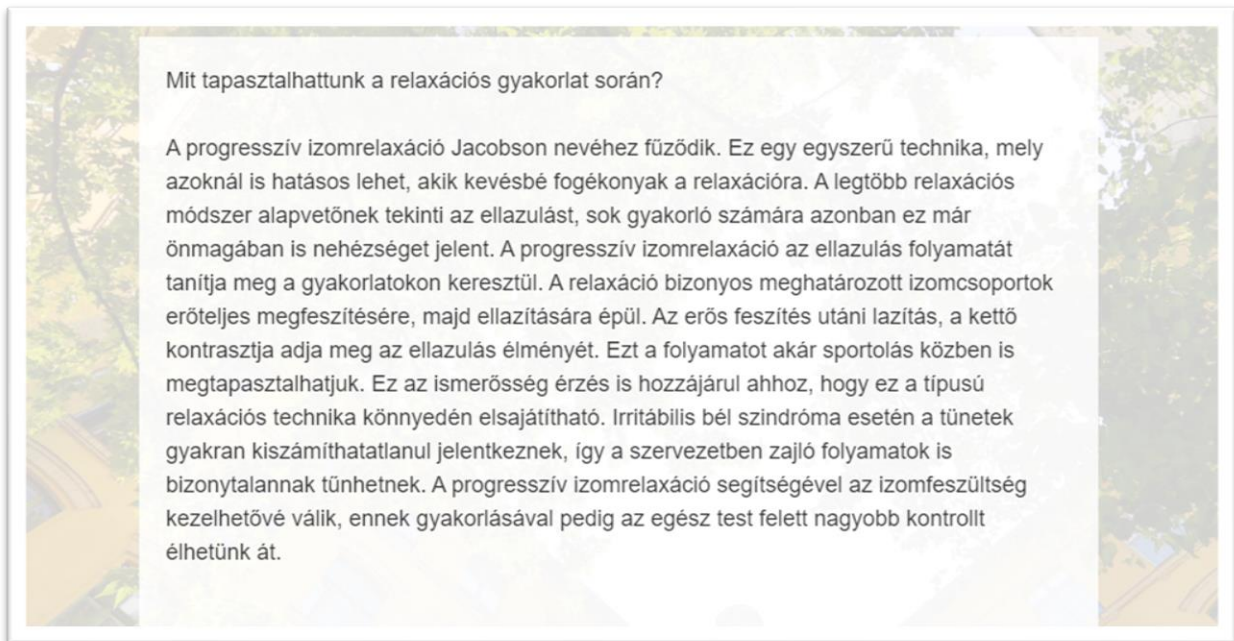 Mit tapasztalhattunk a relaxációs gyakorlat során?
A progresszív izomrelaxáció Jacobson nevéhez fűződik. Ez egy egyszerű technika, mely
azoknál is hatásos lehet, akik kevésbé fogékonyak a relaxációra. A legtöbb relaxációs
módszer alapvetőnek tekinti az ellazulást, sok gyakorló számára azonban ez már
önmagában is nehézséget jelent. A progresszív izomrelaxáció az ellazulás folyamatát
tanítja meg a gyakorlatokon keresztül. A relaxáció bizonyos meghatározott izomcsoportok
erőteljes megfeszítésére, majd ellazítására épül. Az erős feszítés utáni lazítás, a kettő
kontrasztja adja meg az ellazulás élményét. Ezt a folyamatot akár sportolás közben is
megtapasztalhatjuk. Ez az ismerősség érzés is hozzájárul ahhoz, hogy ez a típusú
relaxációs technika könnyedén elsajátítható. Irritábilis bél szindróma esetén a tünetek
gyakran kiszámíthatatlanul jelentkeznek, így a szervezetben zajló folyamatok is
bizonytalannak tűnhetnek. A progresszív izomrelaxáció segítségével az izomfeszültség
kezelhetővé válik, ennek gyakorlásával pedig az egész test felett nagyobb kontrollt
élhetünk át.